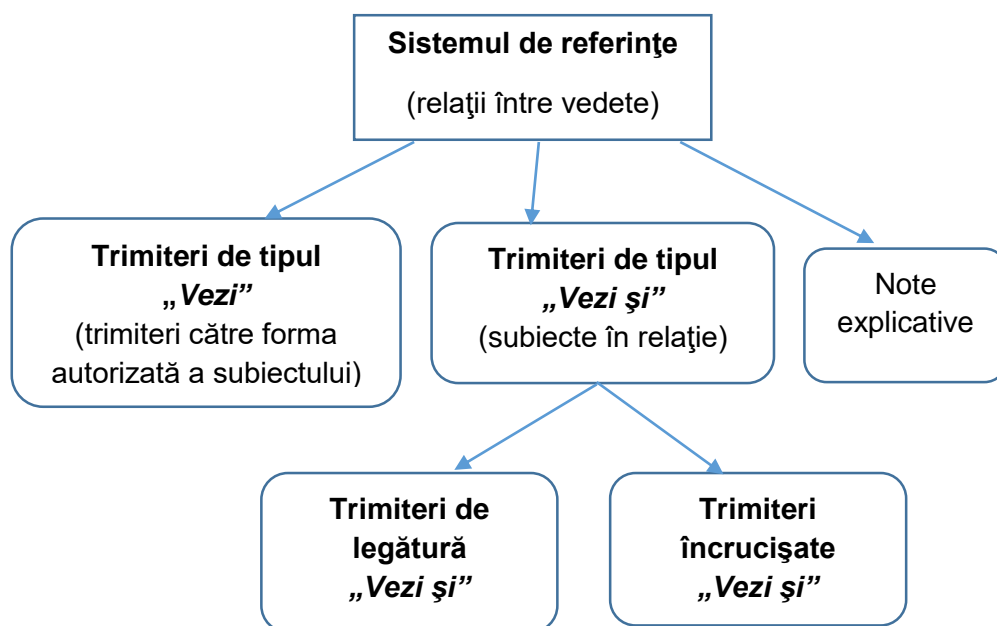 Sistemul de referinţe
(relaţii între vedete)
Trimiteri de tipul
„Vezi”
(trimiteri către forma
autorizată a subiectului)
Trimiteri de tipul
„Vezi şi”
(subiecte în relaţie)
Note
explicative
Trimiteri de
legătură
„Vezi şi”
Trimiteri
încrucişate
„Vezi şi”